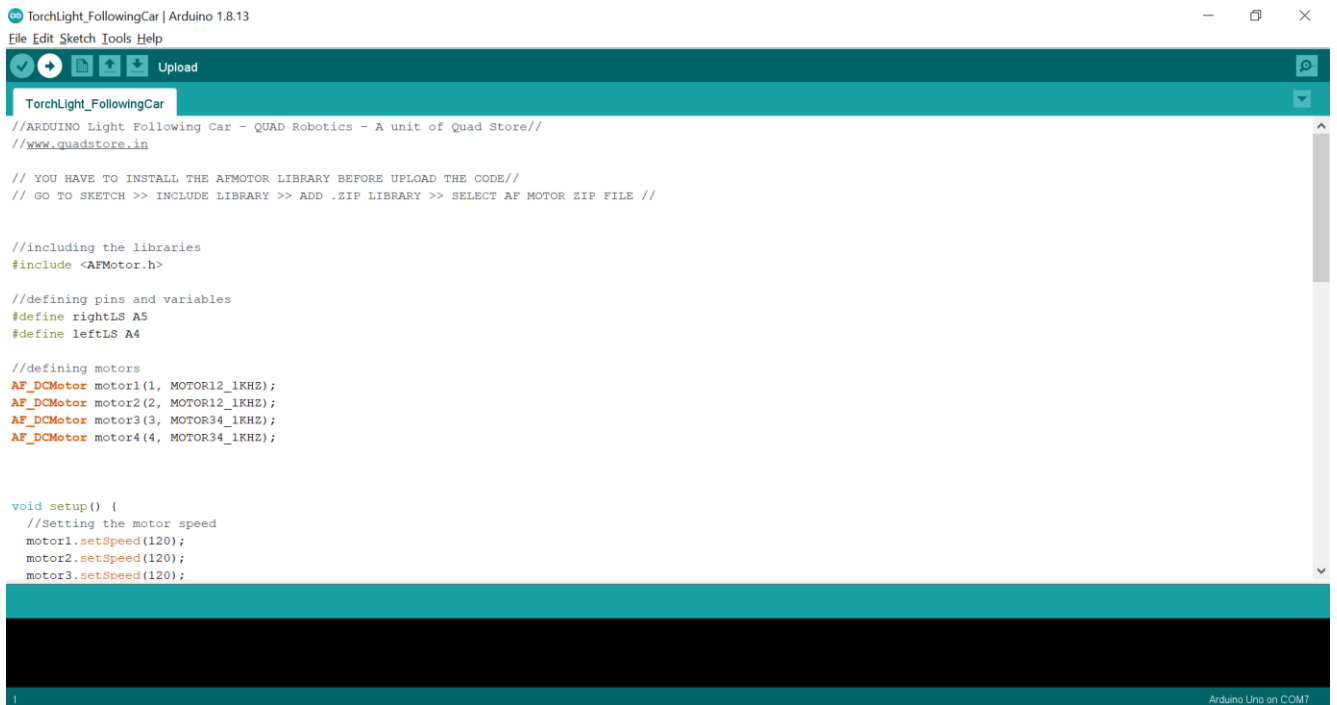 TorchLight_FollowingCar | Arduino 1.8.13
File Edit Sketch Tools Help
Upload
TorchLight_FollowingCar
//ARDUINO Light Following Car - QUAD Robotics - A unit of Quad Store//
//www.quadstore.in
// YOU HAVE TO INSTALL THE AFMOTOR LIBRARY BEFORE UPLOAD THE CODE//
// GO TO SKETCH >> INCLUDE LIBRARY >> ADD .ZIP LIBRARY >> SELECT AF MOTOR ZIP FILE //
//including the libraries
#include <AFMotor.h>
//defining pins and variables
#define rightLS A5
#define leftLS A4
//defining motors
AF_DCMotor motor1(1, MOTOR12_1KHZ);
AF_DCMotor motor2(2, MOTOR12_1KHZ);
AF_DCMotor motor3(3, MOTOR34_1KHZ);
AF_DCMotor motor4(4, MOTOR34_1KHZ);
void setup() {
//Setting the motor speed
motor1.setSpeed(120);
motor2.setSpeed(120);
motor3.setSpeed(120);
1
Arduino Uno on COM7